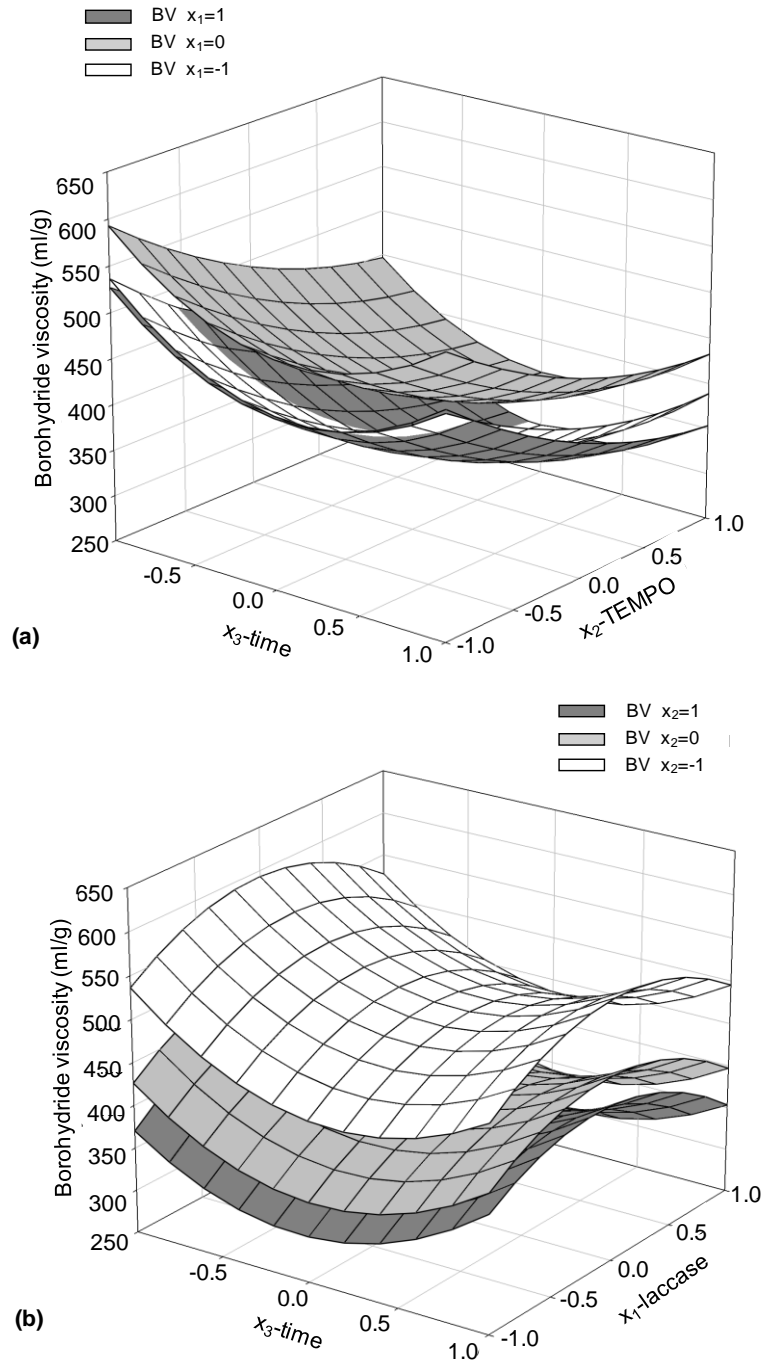 BV x₁=1
BV x₁=0
BV x₁=-1
650
600
550
500
450
400
350
300
250
Borohydride viscosity (ml/g)
-0.5
0.0
0.5
1.0
x₃-time
-1.0
-0.5
0.0
0.5
1.0
x₂-TEMPO
(a)
BV x₂=1
BV x₂=0
BV x₂=-1
650
600
550
500
450
400
350
300
250
Borohydride viscosity (ml/g)
-0.5
0.0
0.5
1.0
x₃-time
-1.0
-0.5
0.0
0.5
1.0
x₁-laccase
(b)